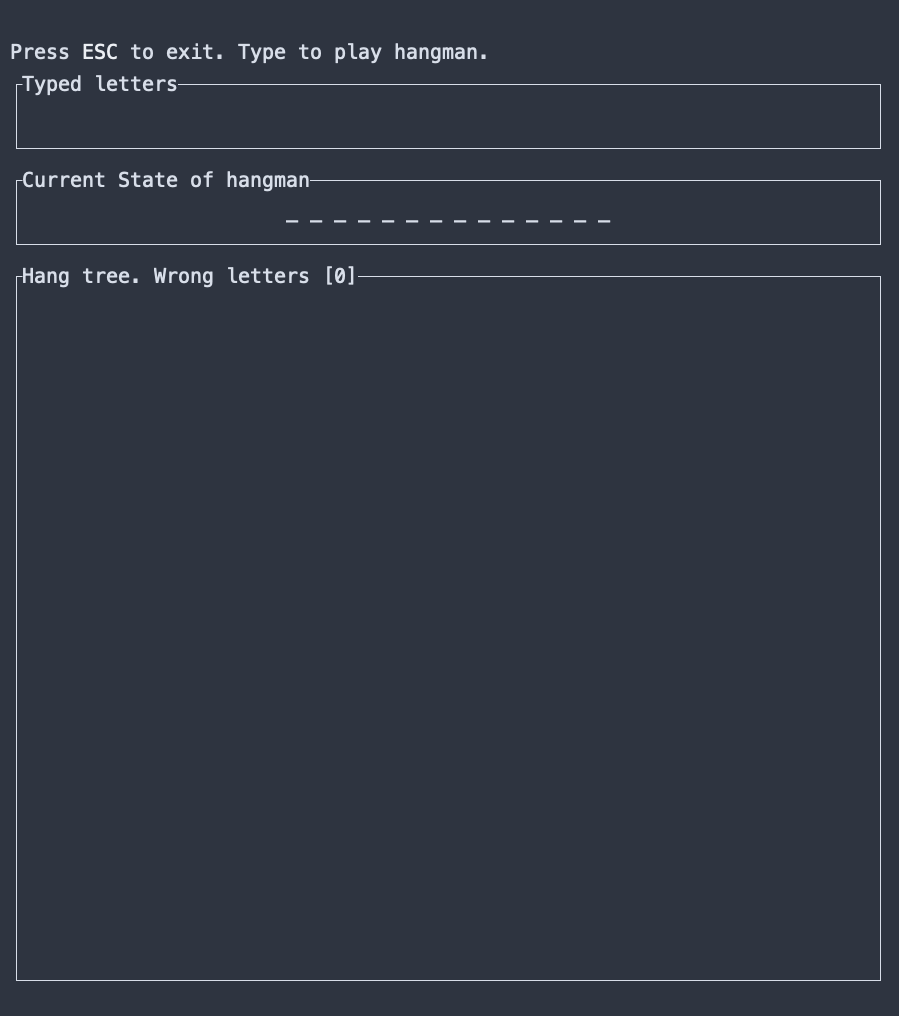 Press ESC to exit. Type to play hangman.
Typed letters
Current State of hangman
_ _ _ _ _ _ _ _ _ _ _ _ _ _
Hang tree. Wrong letters [0]